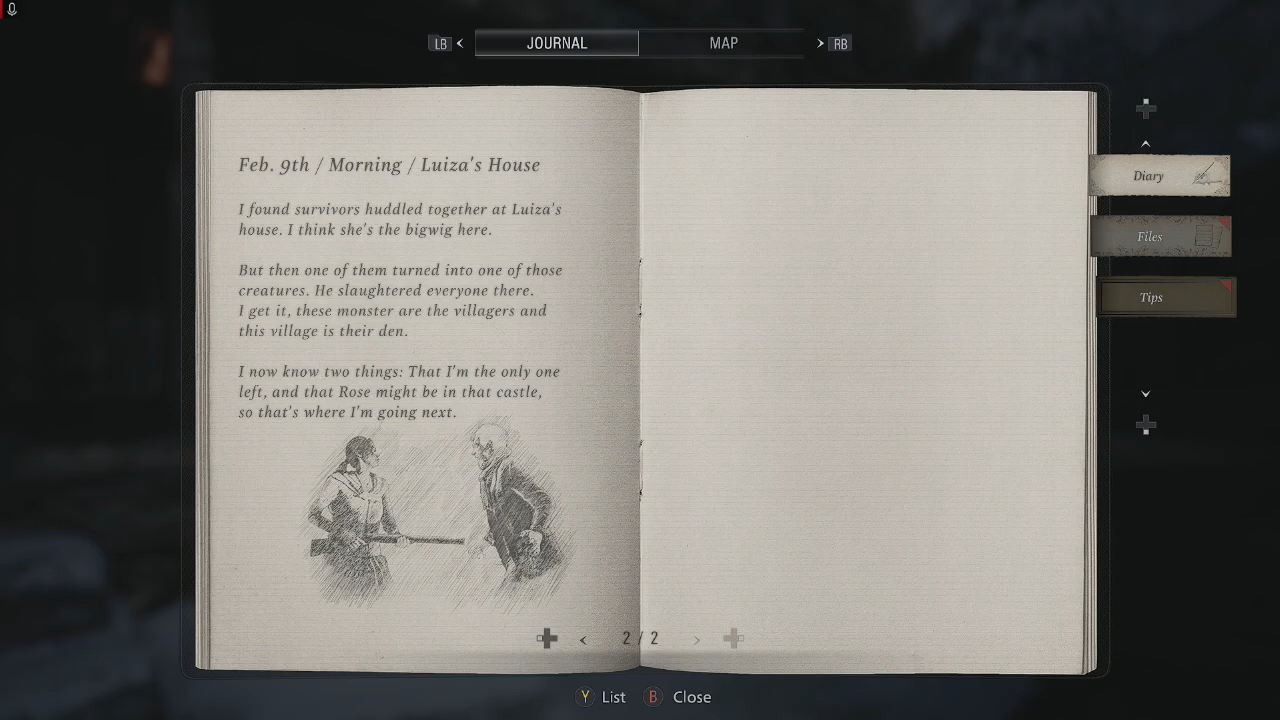 LB
JOURNAL
MAP
RB
Feb. 9th / Morning / Luiza's House
I found survivors huddled together at Luiza's
house. I think she's the bigwig here.
But then one of them turned into one of those
creatures. He slaughtered everyone there.
I get it, these monster are the villagers and
this village is their den.
I now know two things: That I'm the only one
left, and that Rose might be in that castle,
so that's where I'm going next.
2 / 2
Diary
Files
Tips
Y List B Close